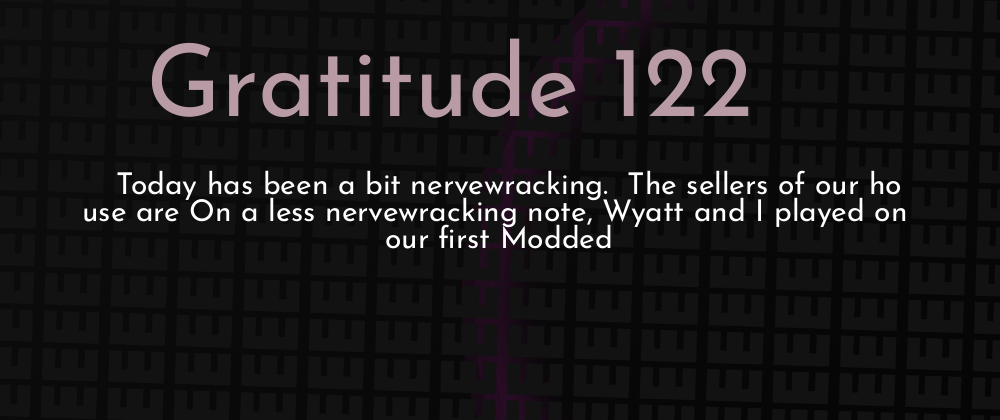 Gratitude 122
Today has been a bit nervewracking.  The sellers of our ho
use are On a less nervewracking note, Wyatt and I played on
our first Modded